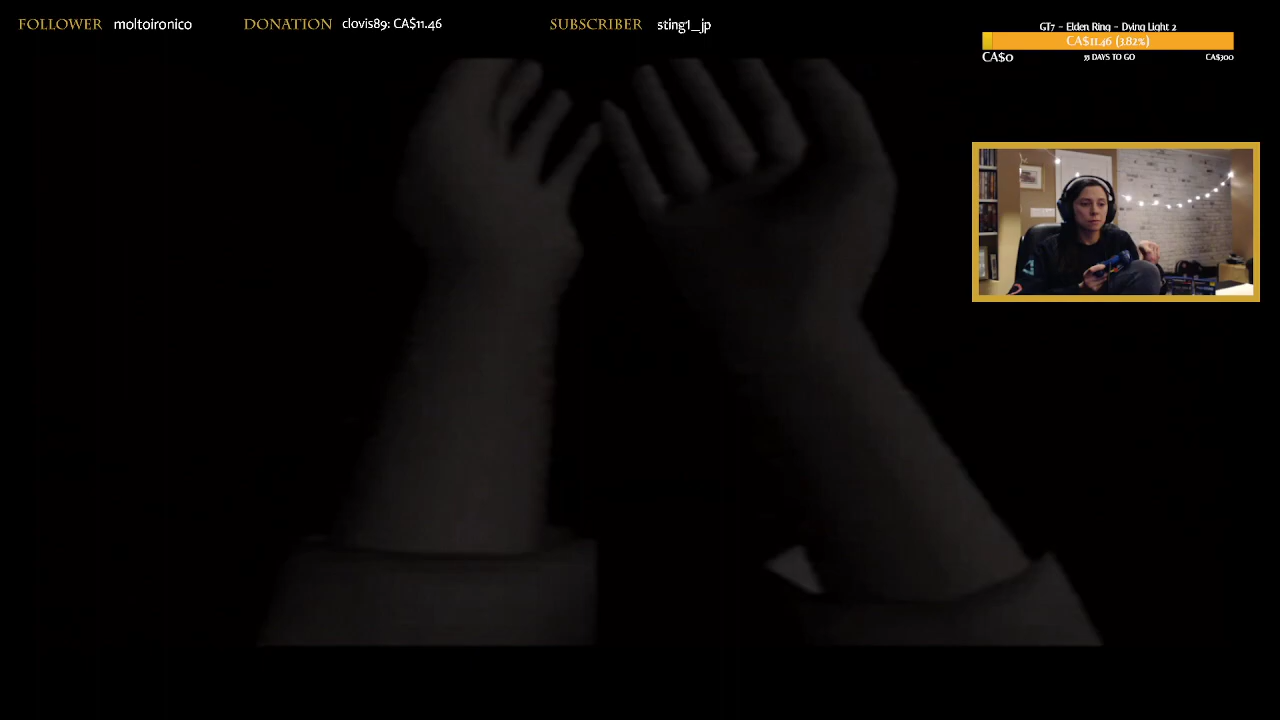 FOLLOWER moltoironico DONATION clovis89: CA$11.46 SUBSCRIBER sting1_jp
GT7 - Elden Ring - Dying Light 2
CA$11.46 (3.82%)
CA$0 33 DAYS TO GO CA$300